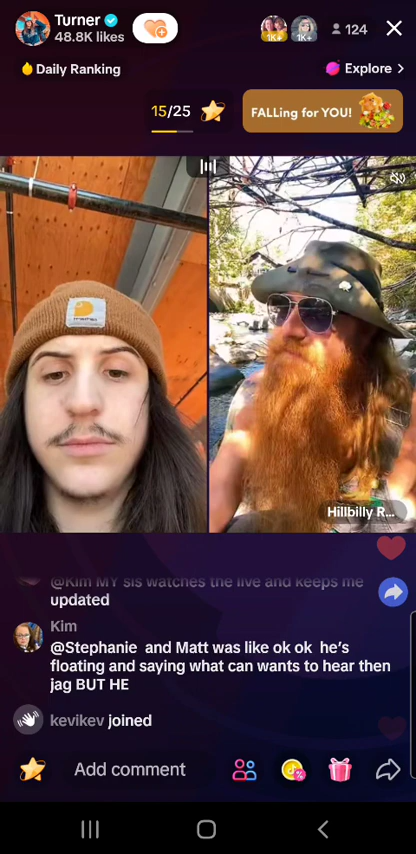 Turner
48.8K likes
1K+ 1K+ 124
Daily Ranking
Explore >
15/25
FALLing for YOU!
Hillbilly R...
@Kim MY sis watches the live and keeps me
updated
Kim
@Stephanie and Matt was like ok ok he's
floating and saying what can wants to hear then
jag BUT HE
kevikev joined
Add comment